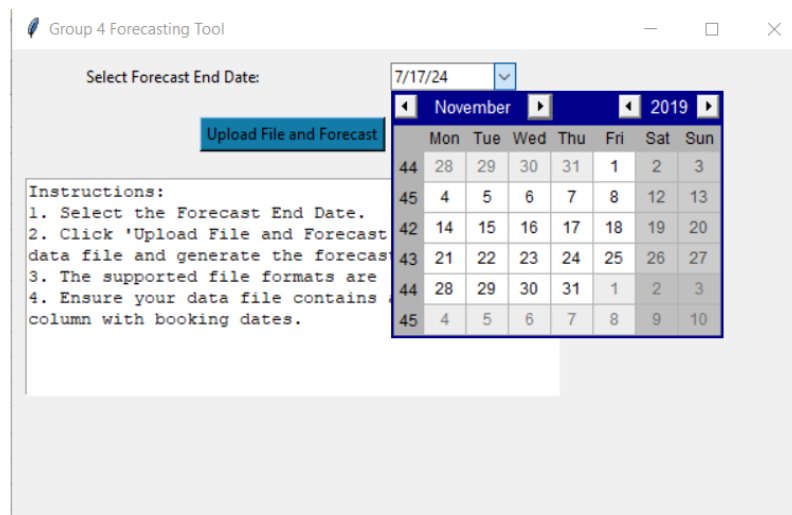 Group 4 Forecasting Tool
Select Forecast End Date: 7/17/24
November 2019
Mon Tue Wed Thu Fri Sat Sun
44 28 29 30 31 1 2 3
45 4 5 6 7 8 12 13
42 14 15 16 17 18 19 20
43 21 22 23 24 25 26 27
44 28 29 30 31 1 2 3
45 4 5 6 7 8 9 10
Upload File and Forecast
Instructions:
1. Select the Forecast End Date.
2. Click 'Upload File and Forecast
data file and generate the forecast
3. The supported file formats are
4. Ensure your data file contains
column with booking dates.